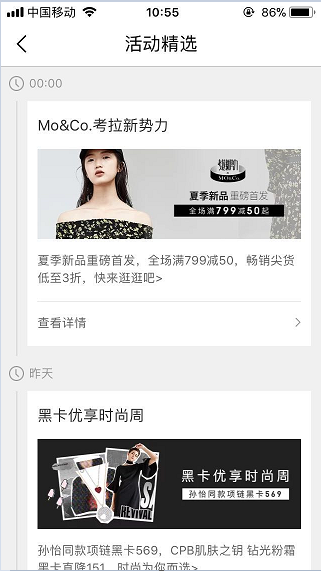 中国移动 10:55 86%
活动精选
00:00
Mo&Co.考拉新势力
MO&Co.
夏季新品重磅首发
全场满799减50起
夏季新品重磅首发，全场满799减50，畅销尖货
低至3折，快来逛逛吧>
查看详情
昨天
黑卡优享时尚周
黑卡优享时尚周
孙怡同款项链黑卡569
REVIVAL
孙怡同款项链黑卡569，CPB肌肤之钥 钻光粉霜
黑卡直降151，时尚为你而选>